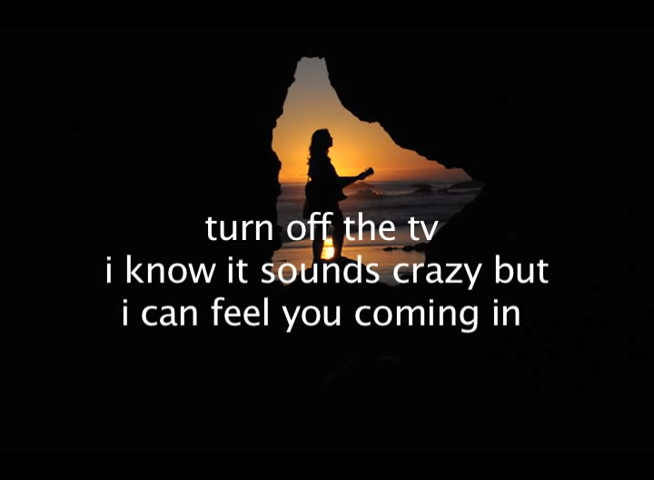 turn off the tv
i know it sounds crazy but
i can feel you coming in